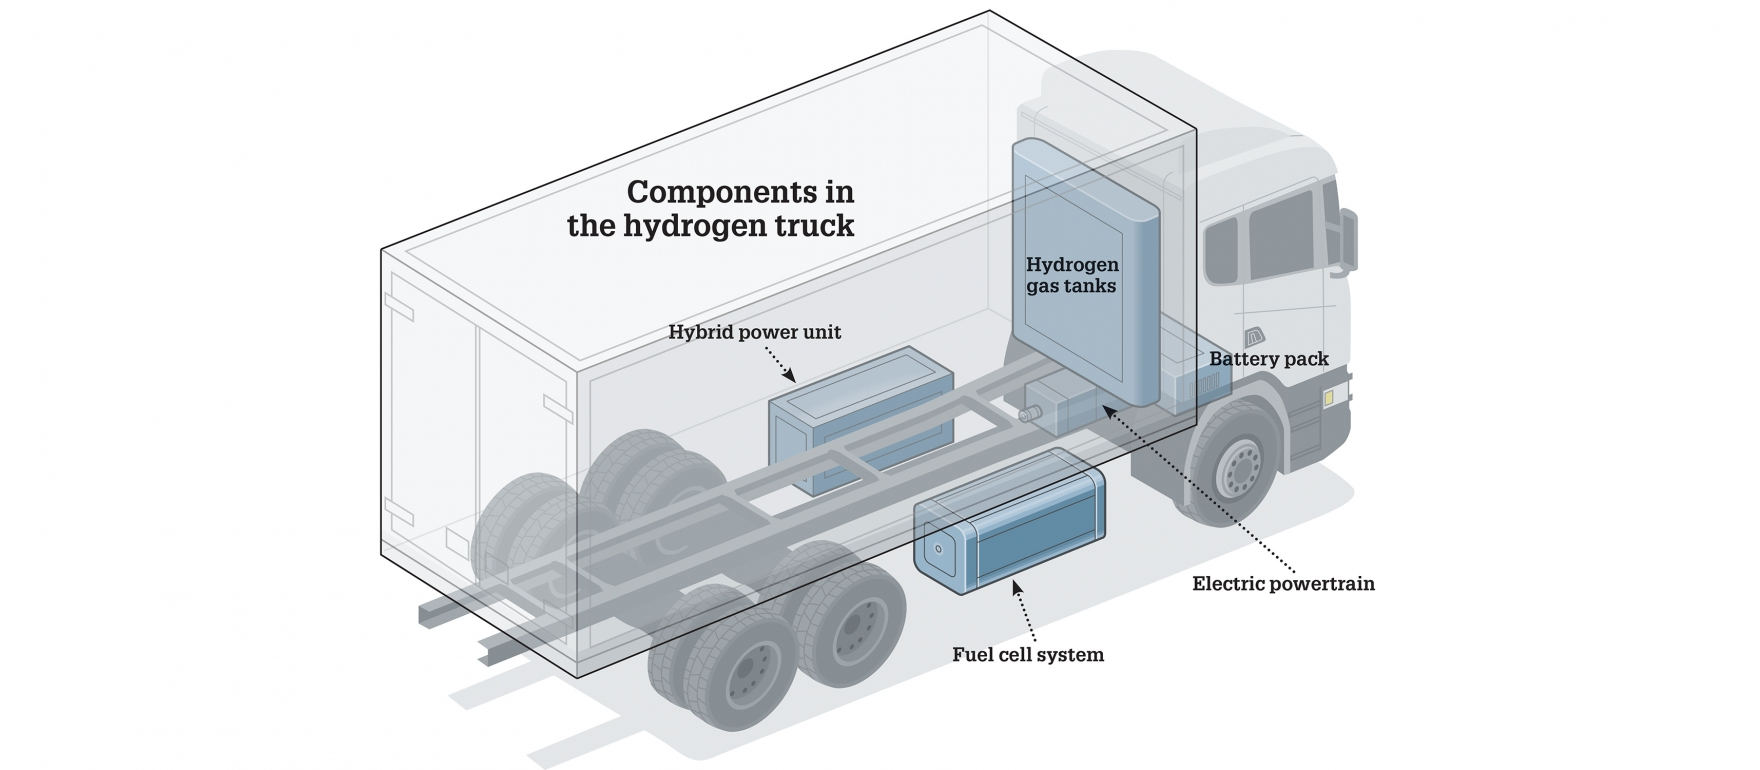 Components in
the hydrogen truck
Hydrogen
gas tanks
Hybrid power unit
Battery pack
Electric powertrain
Fuel cell system